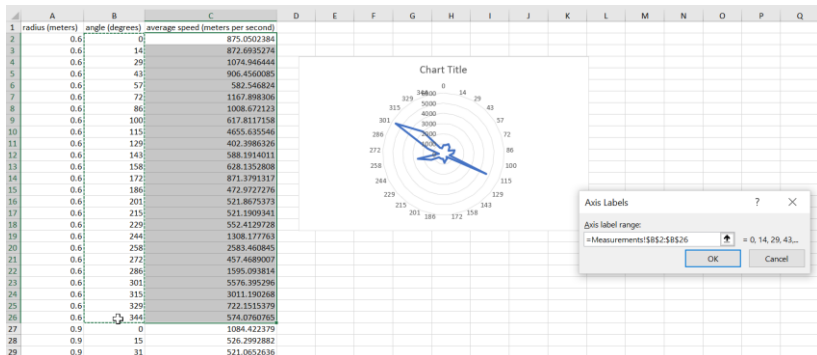 A B C D E F G H I J K L M N O P Q
1 radius (meters) angle (degrees) average speed (meters per second)
2 0.6 0 875.0502384
3 0.6 14 872.6935274
4 0.6 29 1074.946444
5 0.6 43 906.4560085
6 0.6 57 582.546824
7 0.6 72 1167.898306
8 0.6 86 1008.672123
9 0.6 100 617.8117158
10 0.6 115 4655.635546
11 0.6 129 402.3986326
12 0.6 143 588.1914011
13 0.6 158 628.1352808
14 0.6 172 871.3791317
15 0.6 186 472.9727276
16 0.6 201 521.8675373
17 0.6 215 521.1909341
18 0.6 229 552.4129728
19 0.6 244 1308.177763
20 0.6 258 2583.460845
21 0.6 272 457.4689007
22 0.6 286 1595.093814
23 0.6 301 5576.395296
24 0.6 315 3011.190268
25 0.6 329 722.1515379
26 0.6 344 574.0760765
27 0.9 0 1084.422379
28 0.9 15 526.2992882
29 0.9 31 521.0652636
Chart Title
0
329 344 6000 14 29
315 5000 43
4000
301 3000 57
286 2000 72
1000
272 86
258 100
244 115
229 129
215 143
201 186 172 158
Axis Labels ? ×
Axis label range:
=Measurements!$B$2:$B$26 = 0, 14, 29, 43,...
OK Cancel